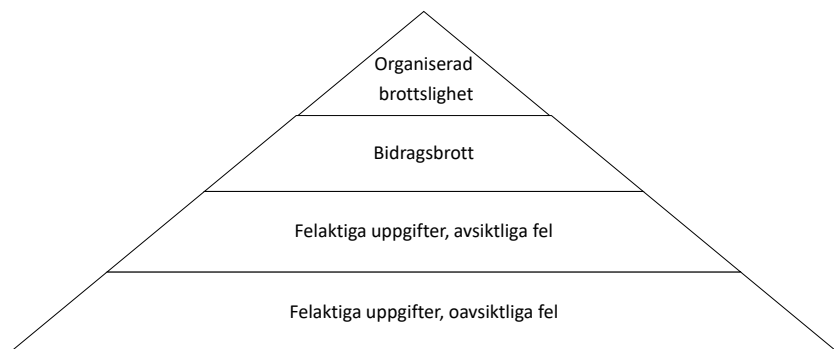 Organiserad
brottslighet
Bidragsbrott
Felaktiga uppgifter, avsiktliga fel
Felaktiga uppgifter, oavsiktliga fel